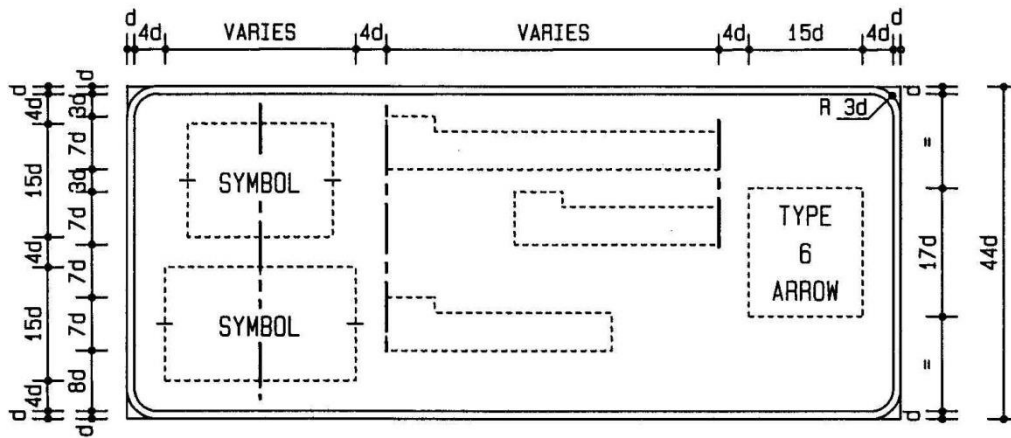 d 4d VARIES 4d VARIES 4d 15d 4d d
d 4d 15d 4d 15d 4d d
d 3d 7d 3d 7d 7d 7d 8d d
SYMBOL
SYMBOL
R 3d
TYPE
6
ARROW
d = 17d = d
44d